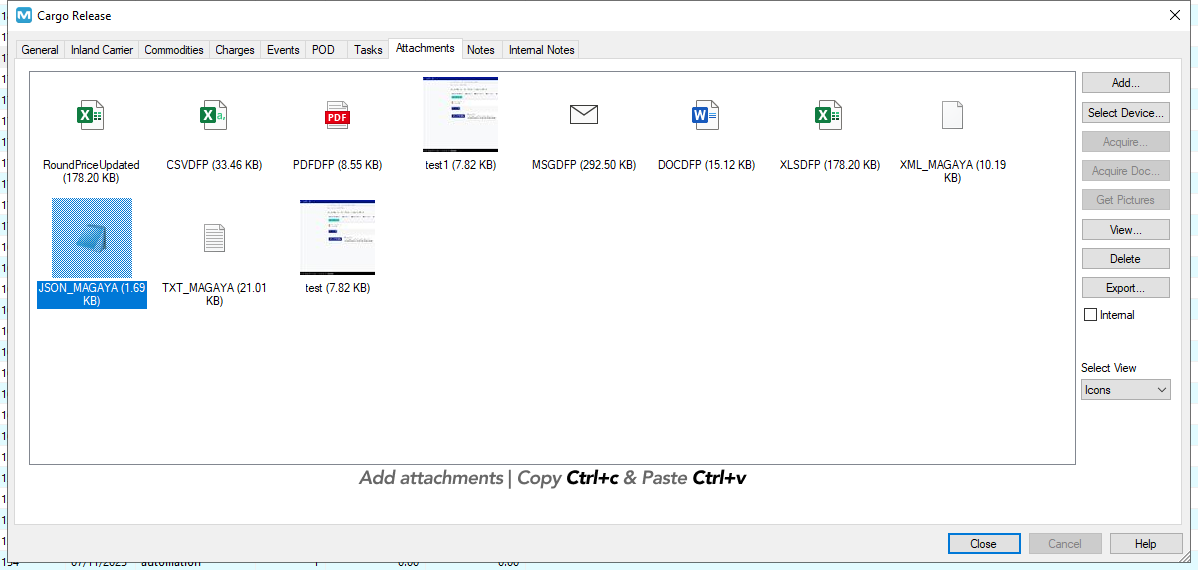 Cargo Release
General
Inland Carrier
Commodities
Charges
Events
POD
Tasks
Attachments
Notes
Internal Notes
RoundPriceUpdated
(178.20 KB)
CSVDFP (33.46 KB)
PDF
PDFDFP (8.55 KB)
test1 (7.82 KB)
MSGDFP (292.50 KB)
DOCDFP (15.12 KB)
XLSDFP (178.20 KB)
XML_MAGAYA (10.19
KB)
JSON_MAGAYA (1.69
KB)
TXT_MAGAYA (21.01
KB)
test (7.82 KB)
Add...
Select Device...
Acquire...
Acquire Doc...
Get Pictures
View...
Delete
Export...
Internal
Select View
Icons
Add attachments | Copy Ctrl+c & Paste Ctrl+v
Close
Cancel
Help